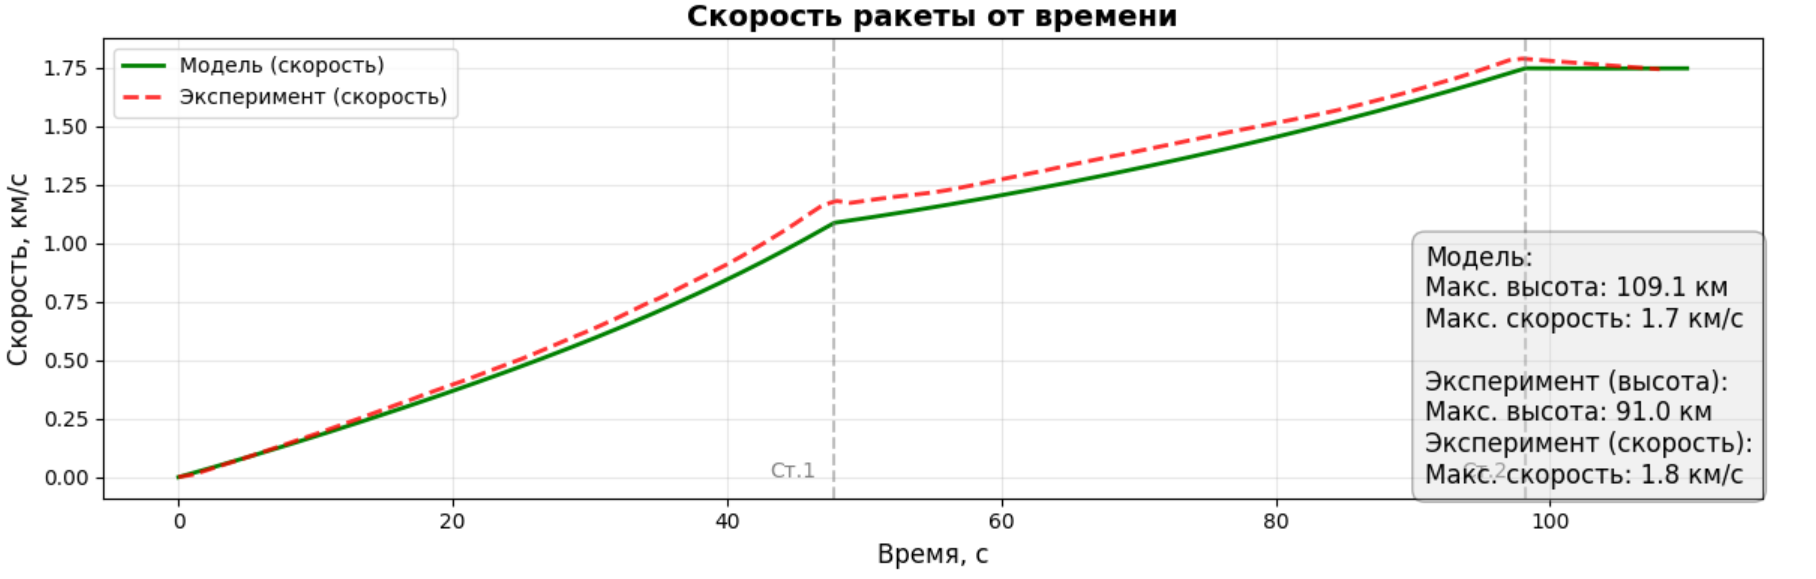 Скорость ракеты от времени
Модель (скорость)
Эксперимент (скорость)
Скорость, км/с
1.75
1.50
1.25
1.00
0.75
0.50
0.25
0.00
Ст.1
Ст.2
Модель:
Макс. высота: 109.1 км
Макс. скорость: 1.7 км/с
Эксперимент (высота):
Макс. высота: 91.0 км
Эксперимент (скорость):
Макс. скорость: 1.8 км/с
0 20 40 60 80 100
Время, с